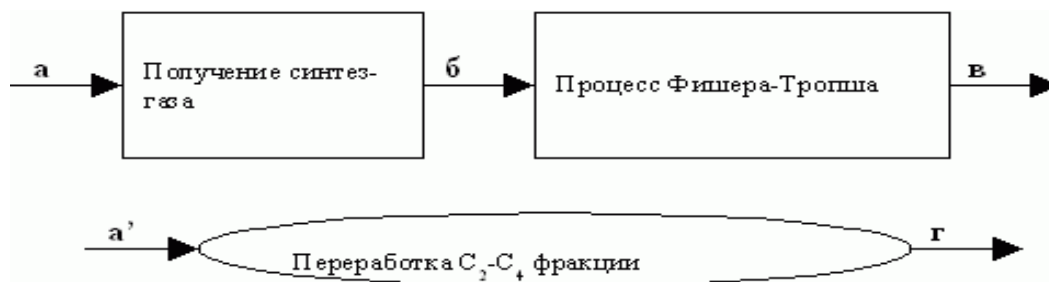 а
Получение синтез-
газа
б
Процесс Фишера-Тропша
в
а’
Переработка C₂-C₄ фракции
г